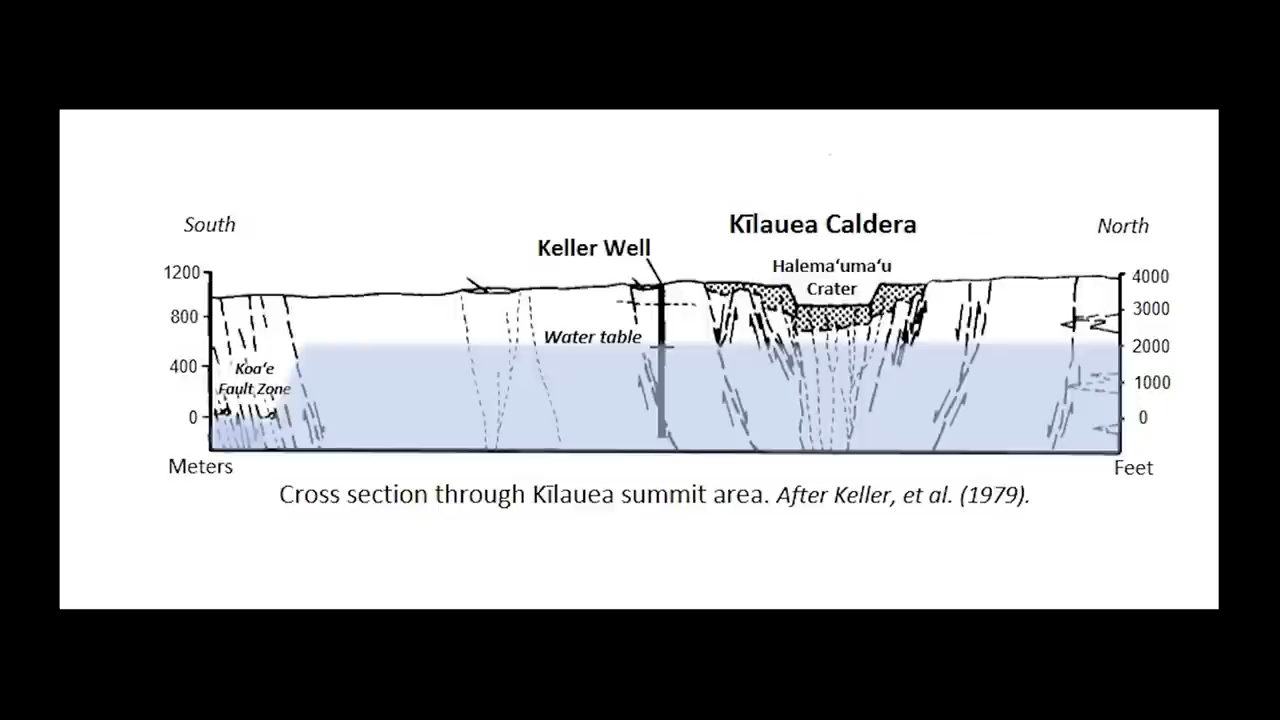 South
Kīlauea Caldera
North
Keller Well
Halemaʻumaʻu
Crater
1200
4000
800
3000
Water table
2000
400
Koaʻe
Fault Zone
1000
0
0
Meters
Feet
Cross section through Kīlauea summit area. After Keller, et al. (1979).